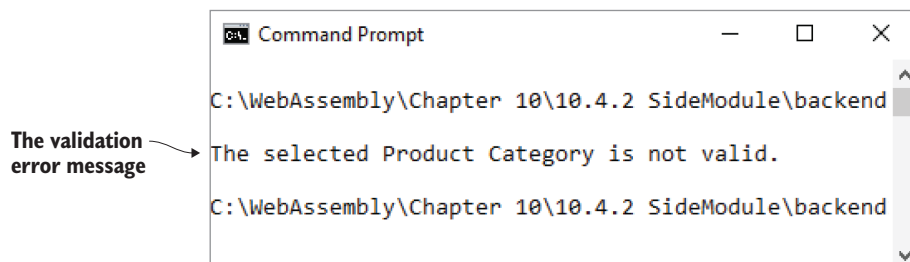 Command Prompt
C:\WebAssembly\Chapter 10\10.4.2 SideModule\backend
The validation
error message
The selected Product Category is not valid.
C:\WebAssembly\Chapter 10\10.4.2 SideModule\backend